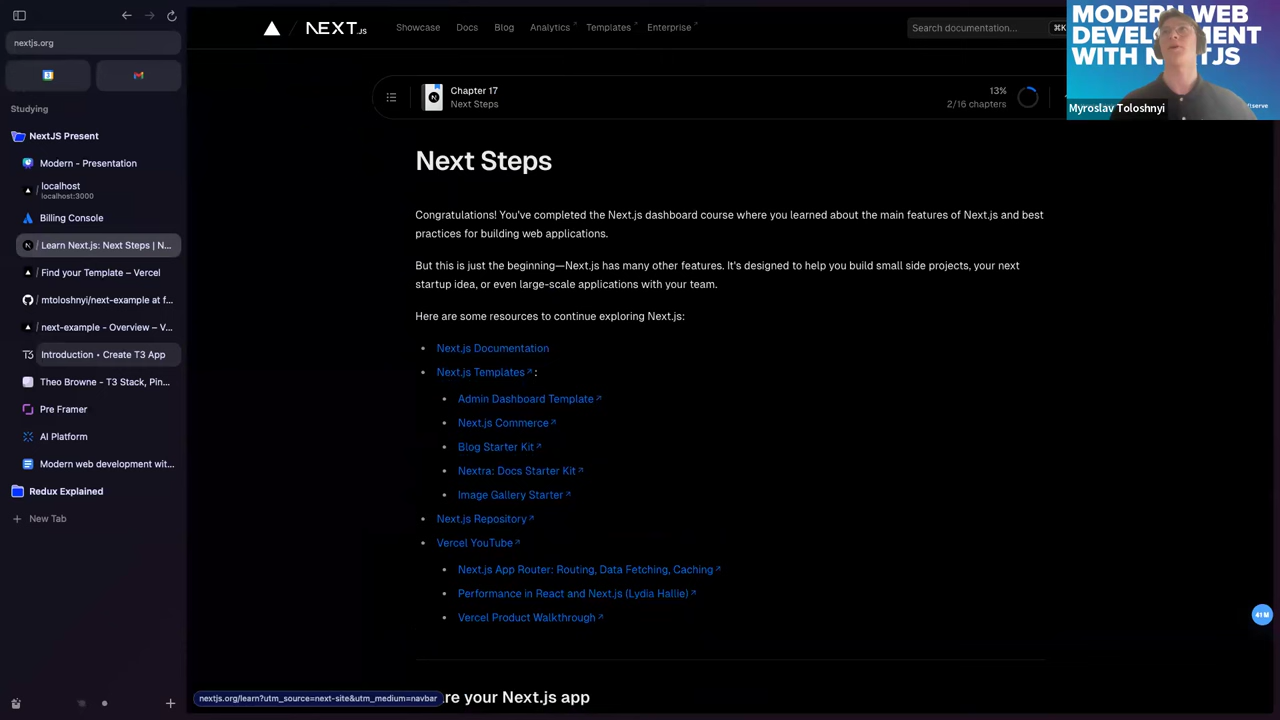 nextjs.org
Studying
NextJS Present
Modern - Presentation
localhost
localhost:3000
Billing Console
Learn Next.js: Next Steps | N...
Find your Template – Vercel
mtoloshnyi/next-example at f...
next-example - Overview – V...
Introduction • Create T3 App
Theo Browne - T3 Stack, Pin...
Pre Framer
AI Platform
Modern web development wit...
Redux Explained
New Tab
NEXT.JS
Showcase
Docs
Blog
Analytics
Templates
Enterprise
Search documentation...
⌘K
Chapter 17
Next Steps
13%
2/16 chapters
Next Steps
Congratulations! You've completed the Next.js dashboard course where you learned about the main features of Next.js and best
practices for building web applications.
But this is just the beginning—Next.js has many other features. It's designed to help you build small side projects, your next
startup idea, or even large-scale applications with your team.
Here are some resources to continue exploring Next.js:
Next.js Documentation
Next.js Templates :
Admin Dashboard Template
Next.js Commerce
Blog Starter Kit
Nextra: Docs Starter Kit
Image Gallery Starter
Next.js Repository
Vercel YouTube
Next.js App Router: Routing, Data Fetching, Caching
Performance in React and Next.js (Lydia Hallie)
Vercel Product Walkthrough
your Next.js app
nextjs.org/learn?utm_source=next-site&utm_medium=navbar
MODERN WEB
WITH
Myroslav Toloshnyi
41M